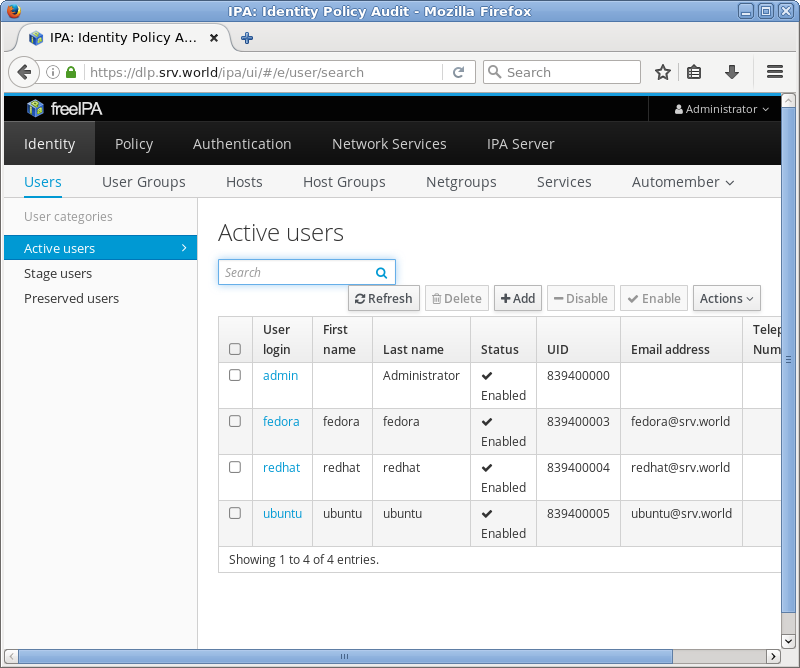 IPA: Identity Policy Audit - Mozilla Firefox
IPA: Identity Policy A...
https://dlp.srv.world/ipa/ui/#/e/user/search
Search
freeIPA
Administrator
Identity Policy Authentication Network Services IPA Server
Users User Groups Hosts Host Groups Netgroups Services Automember
User categories
Active users
Stage users
Preserved users
Active users
Search
Refresh Delete Add Disable Enable Actions
User login First name Last name Status UID Email address Telep Num
admin Administrator Enabled 839400000
fedora fedora fedora Enabled 839400003 fedora@srv.world
redhat redhat redhat Enabled 839400004 redhat@srv.world
ubuntu ubuntu ubuntu Enabled 839400005 ubuntu@srv.world
Showing 1 to 4 of 4 entries.